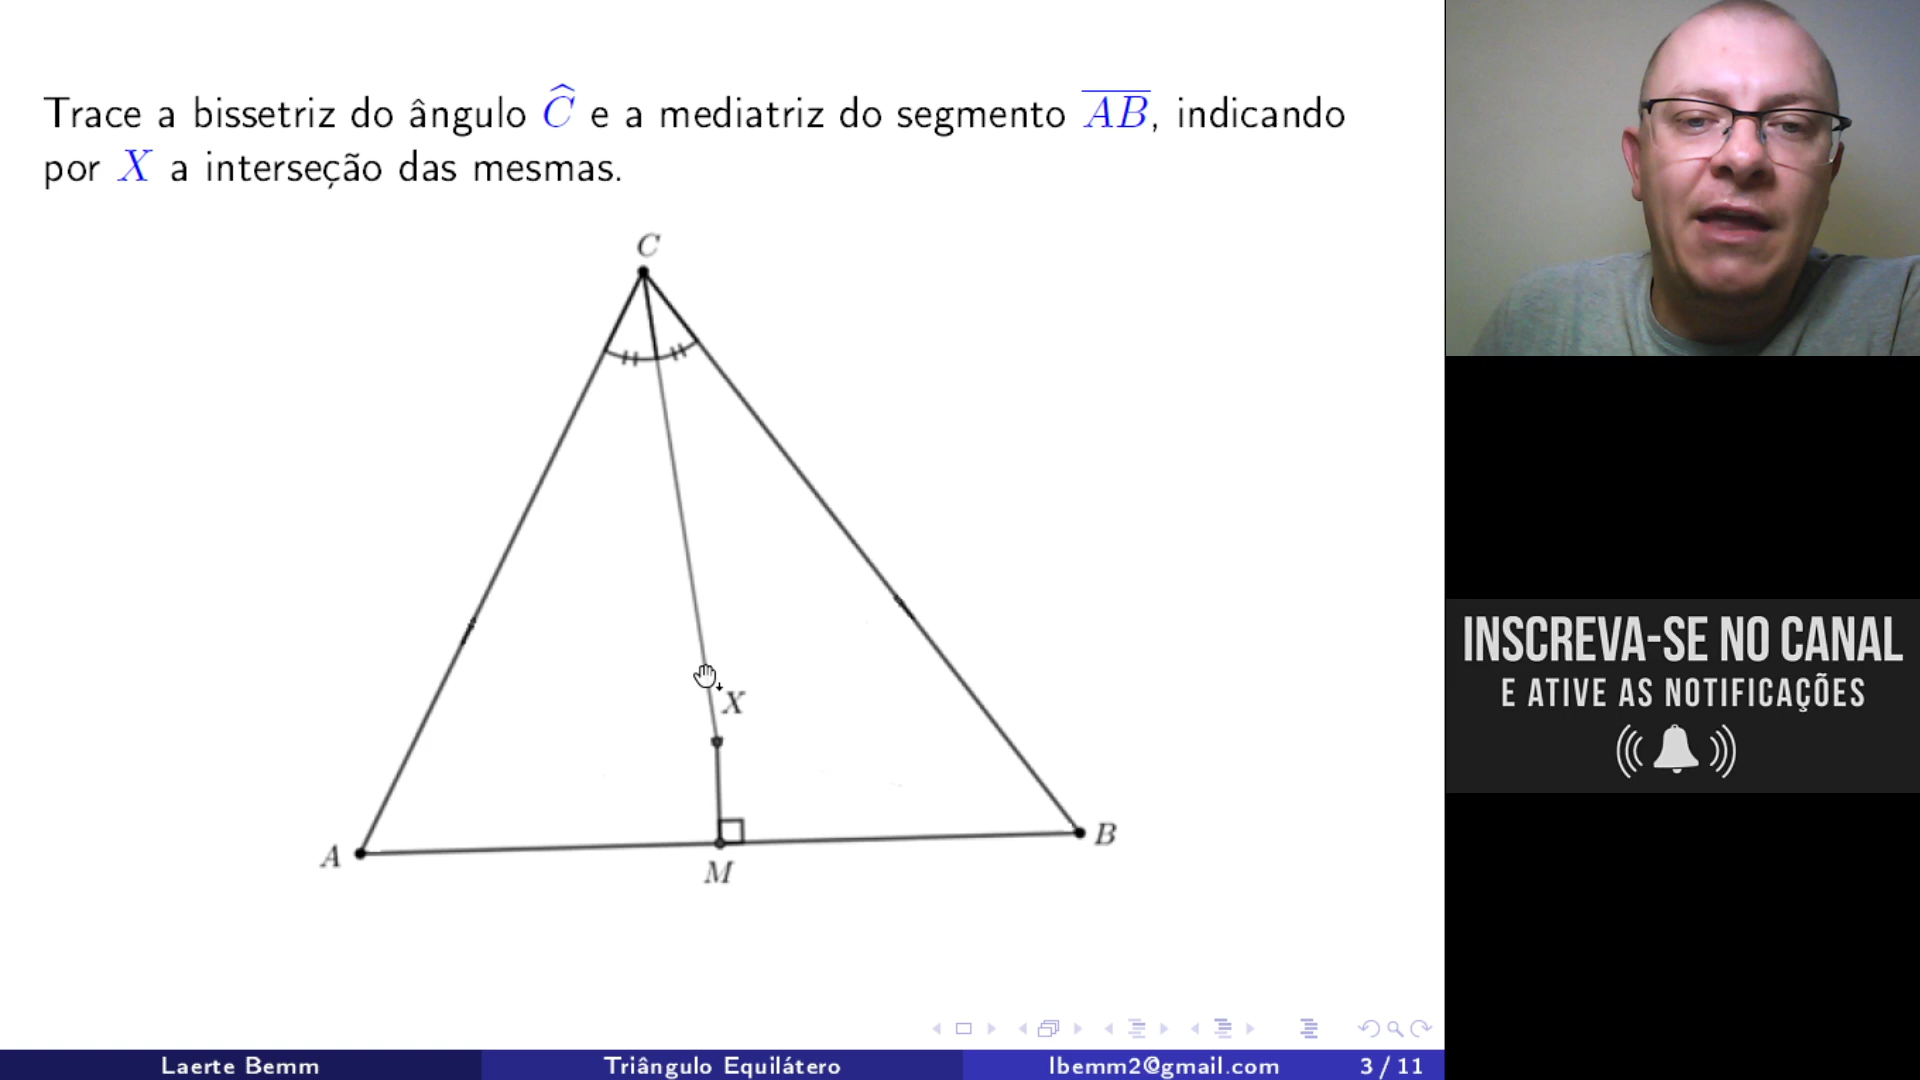 Trace a bissetriz do ângulo Ĉ e a mediatriz do segmento A̅B̅, indicando
por X a interseção das mesmas.
C
X
A
B
M
INSCREVA-SE NO CANAL
E ATIVE AS NOTIFICAÇÕES
Laerte Bemm
Triângulo Equilátero
lbemm2@gmail.com
3 / 11